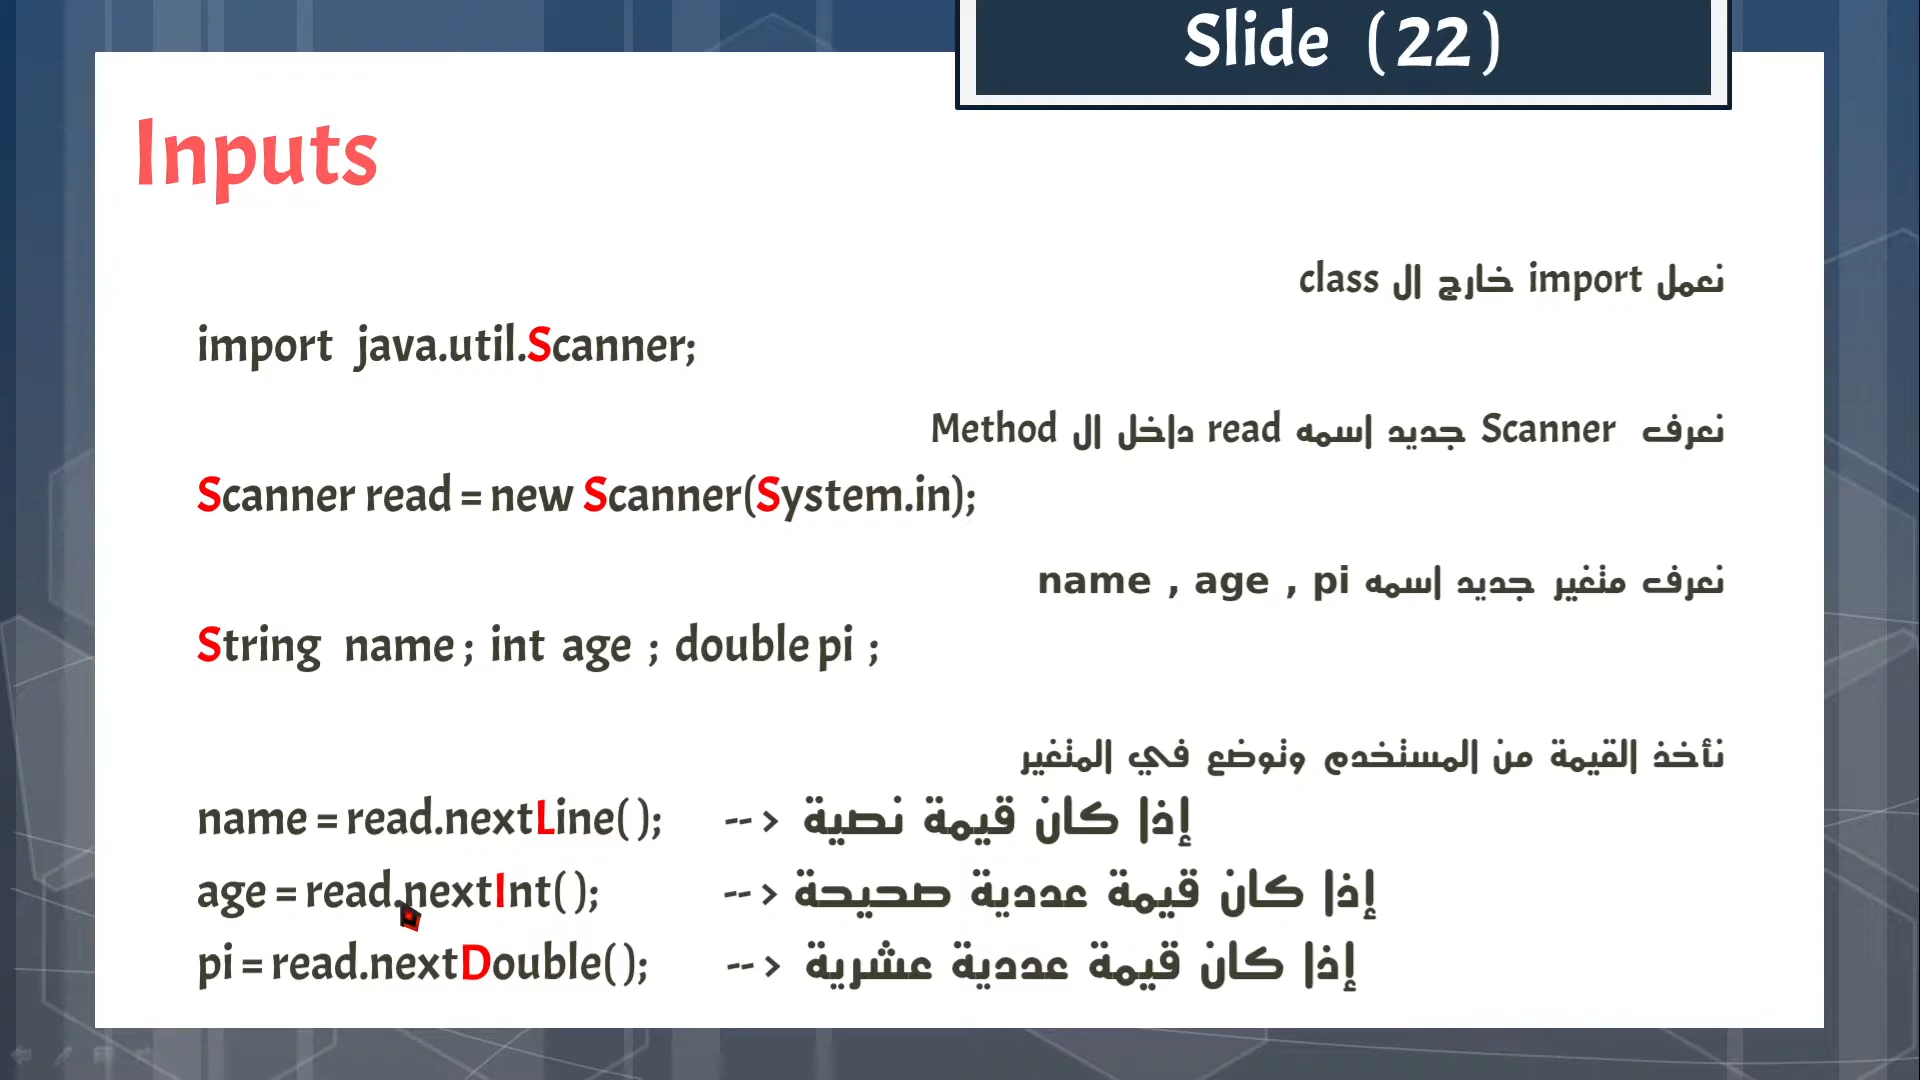 Slide (22)
Inputs
نعمل import خارج ال class
import java.util.Scanner;
نعرف Scanner جديد اسمه read داخل ال Method
Scanner read = new Scanner(System.in);
نعرف متغير جديد اسمه name , age , pi
String name ; int age ; double pi ;
نأخذ القيمة من المستخدم وتوضع في المتغير
name = read.nextLine( ); -- > إذا كان قيمة نصية
age = read.nextInt( ); -- > إذا كان قيمة عددية صحيحة
pi = read.nextDouble( ); -- > إذا كان قيمة عددية عشرية